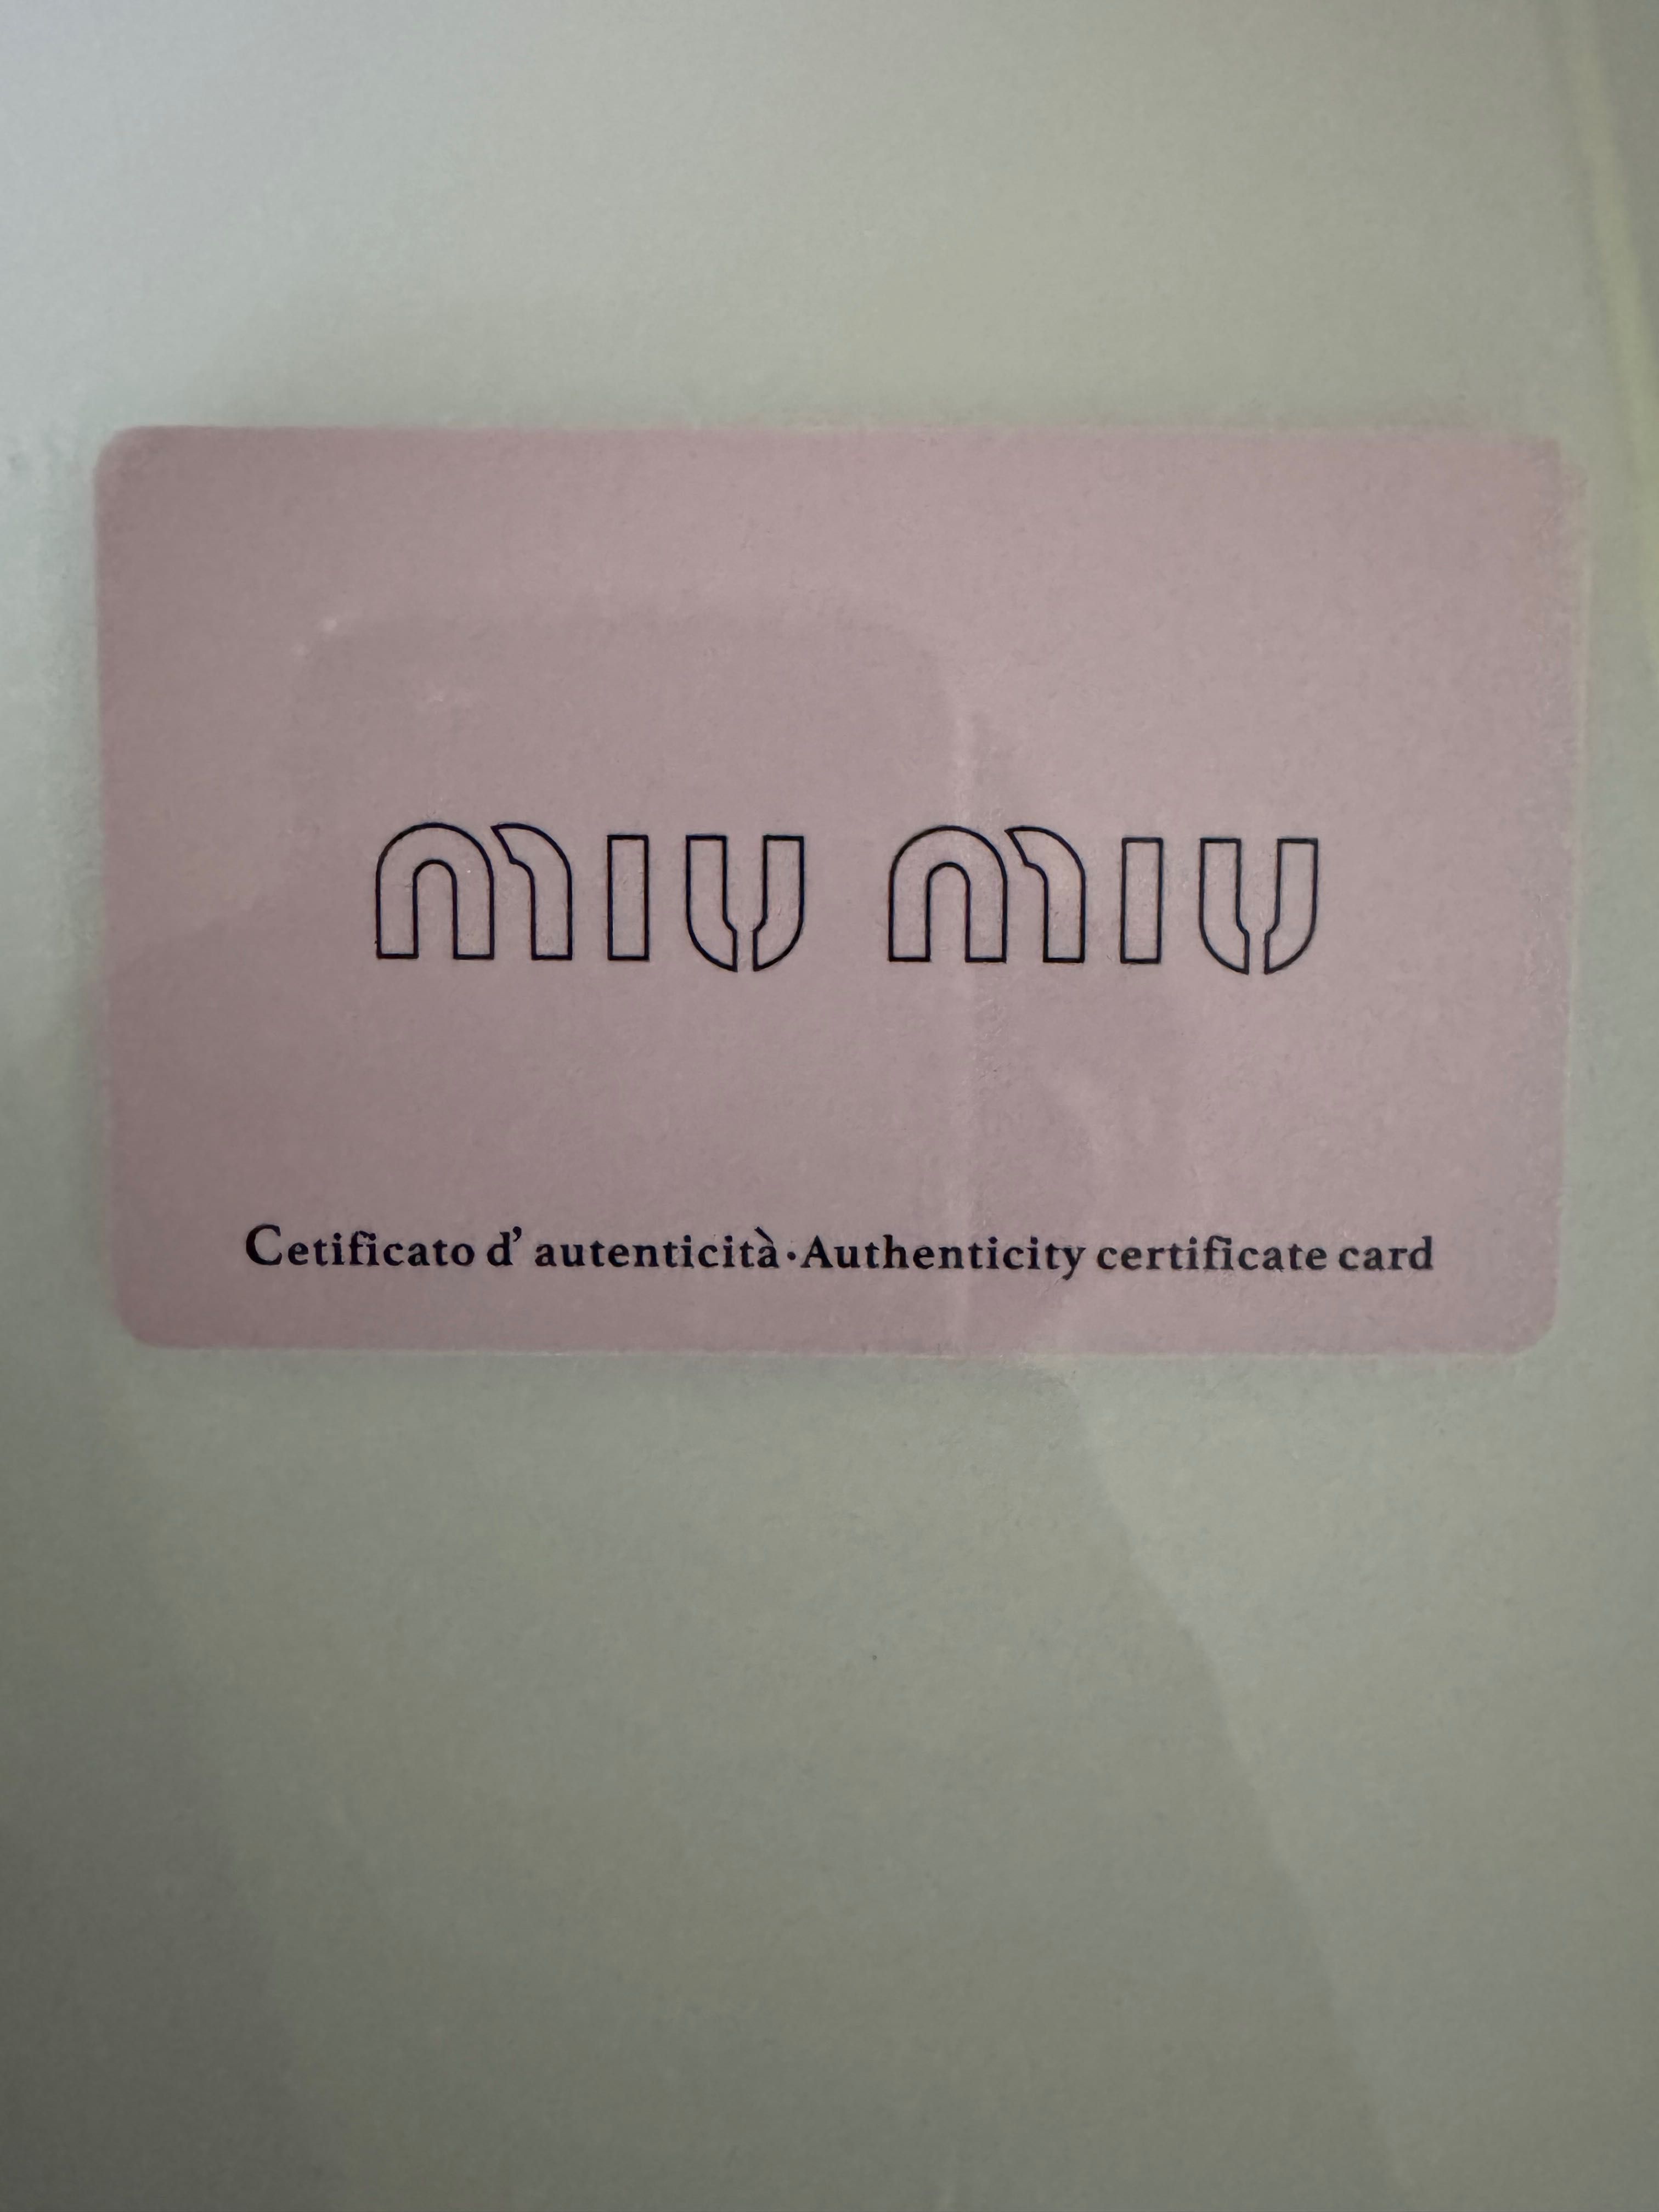 miu miu
Cetificato d' autenticità·Authenticity certificate card